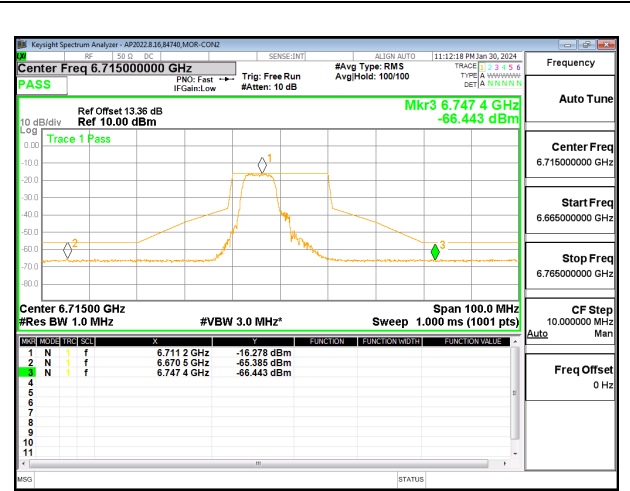 Keysight Spectrum Analyzer - AP2022.8.16,84740,MOR-CON2
RF 50 Ω DC SENSE:INT ALIGN AUTO 11:12:18 PM Jan 30, 2024
Center Freq 6.715000000 GHz
PASS
PNO: Fast
IFGain:Low
Trig: Free Run
#Atten: 10 dB
#Avg Type: RMS
Avg|Hold: 100/100
TRACE 1 2 3 4 5 6
TYPE A WWWWW
DET A N N N N N
Ref Offset 13.36 dB
10 dB/div Ref 10.00 dBm
Mkr3 6.747 4 GHz
-66.443 dBm
Log
Trace 1 Pass
0.00
-10.0
-20.0
-30.0
-40.0
-50.0
-60.0
-70.0
-80.0
1
2
3
Center 6.71500 GHz Span 100.0 MHz
#Res BW 1.0 MHz #VBW 3.0 MHz* Sweep 1.000 ms (1001 pts)
MKR MODE TRC SCL X Y FUNCTION FUNCTION WIDTH FUNCTION VALUE
1 N 1 f 6.711 2 GHz -16.278 dBm
2 N 1 f 6.670 5 GHz -65.385 dBm
3 N 1 f 6.747 4 GHz -66.443 dBm
4
5
6
7
8
9
10
11
MSG STATUS
Frequency
Auto Tune
Center Freq
6.715000000 GHz
Start Freq
6.665000000 GHz
Stop Freq
6.765000000 GHz
CF Step
10.000000 MHz
Auto Man
Freq Offset
0 Hz